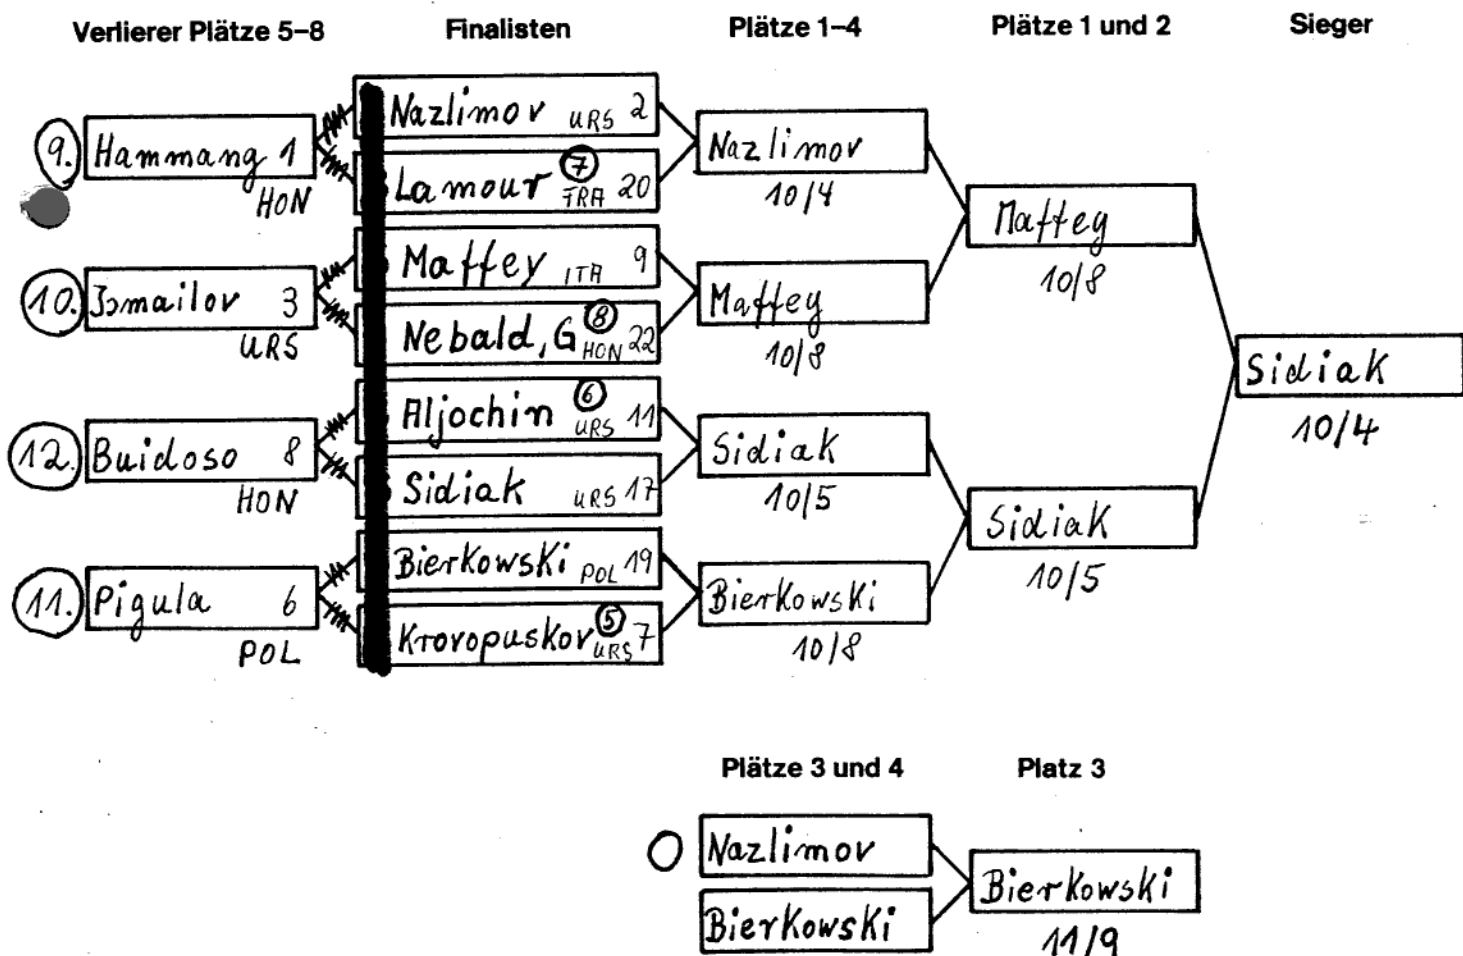 Verlierer Plätze 5–8 Finalisten Plätze 1–4 Plätze 1 und 2 Sieger
9. Hammang 1 HON
10. Ismailov 3 URS
12. Buidoso 8 HON
11. Pigula 6 POL
Nazlimov URS 2
Lamour 7 FRA 20
Maffey ITA 9
Nebald, G 8 HON 22
Aljochin 6 URS 11
Sidiak URS 17
Bierkowski POL 19
Krovopuskov 5 URS 7
Nazlimov
10/4
Maffey
10/8
Sidiak
10/5
Bierkowski
10/8
Maffey
10/8
Sidiak
10/5
Sidiak
10/4
Plätze 3 und 4 Platz 3
Nazlimov
Bierkowski
Bierkowski
11/9